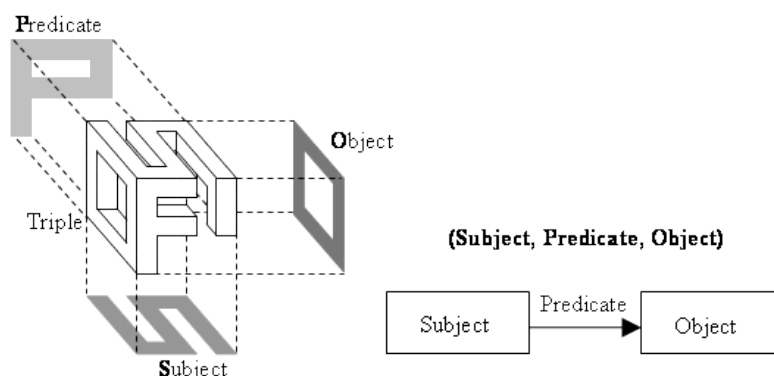 Predicate
Object
Triple
Subject
(Subject, Predicate, Object)
Subject
Predicate
Object